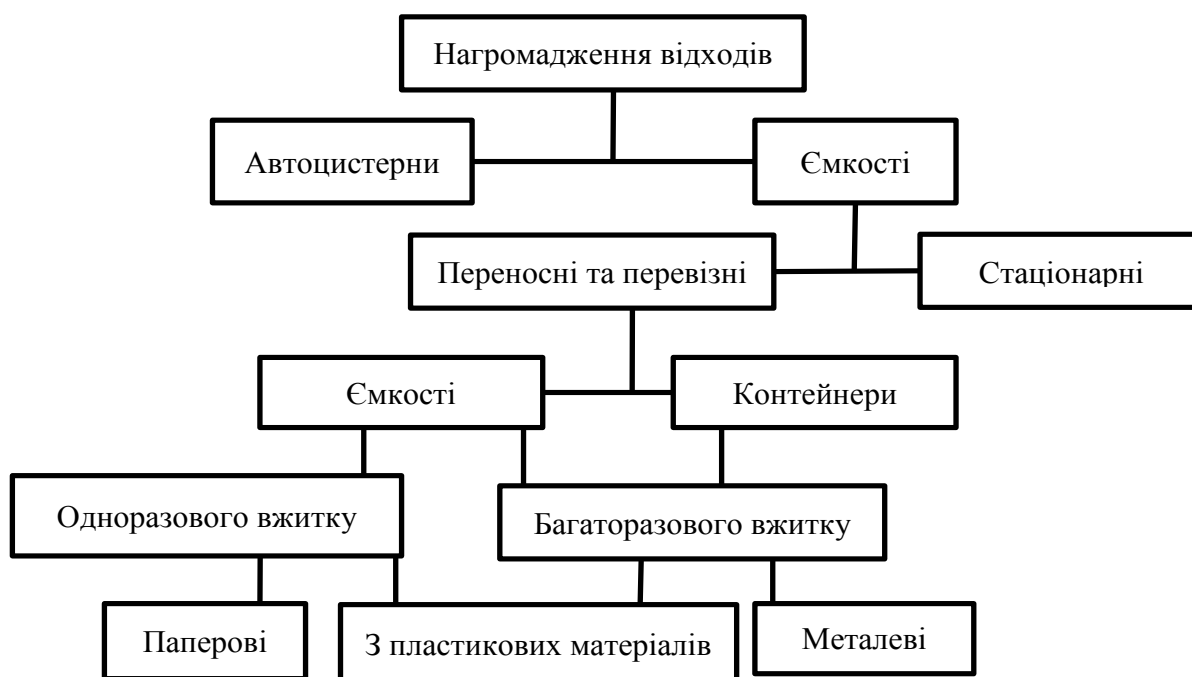 Нагромадження відходів
Автоцистерни
Ємкості
Переносні та перевізні
Стаціонарні
Ємкості
Контейнери
Одноразового вжитку
Багаторазового вжитку
Паперові
З пластикових матеріалів
Металеві